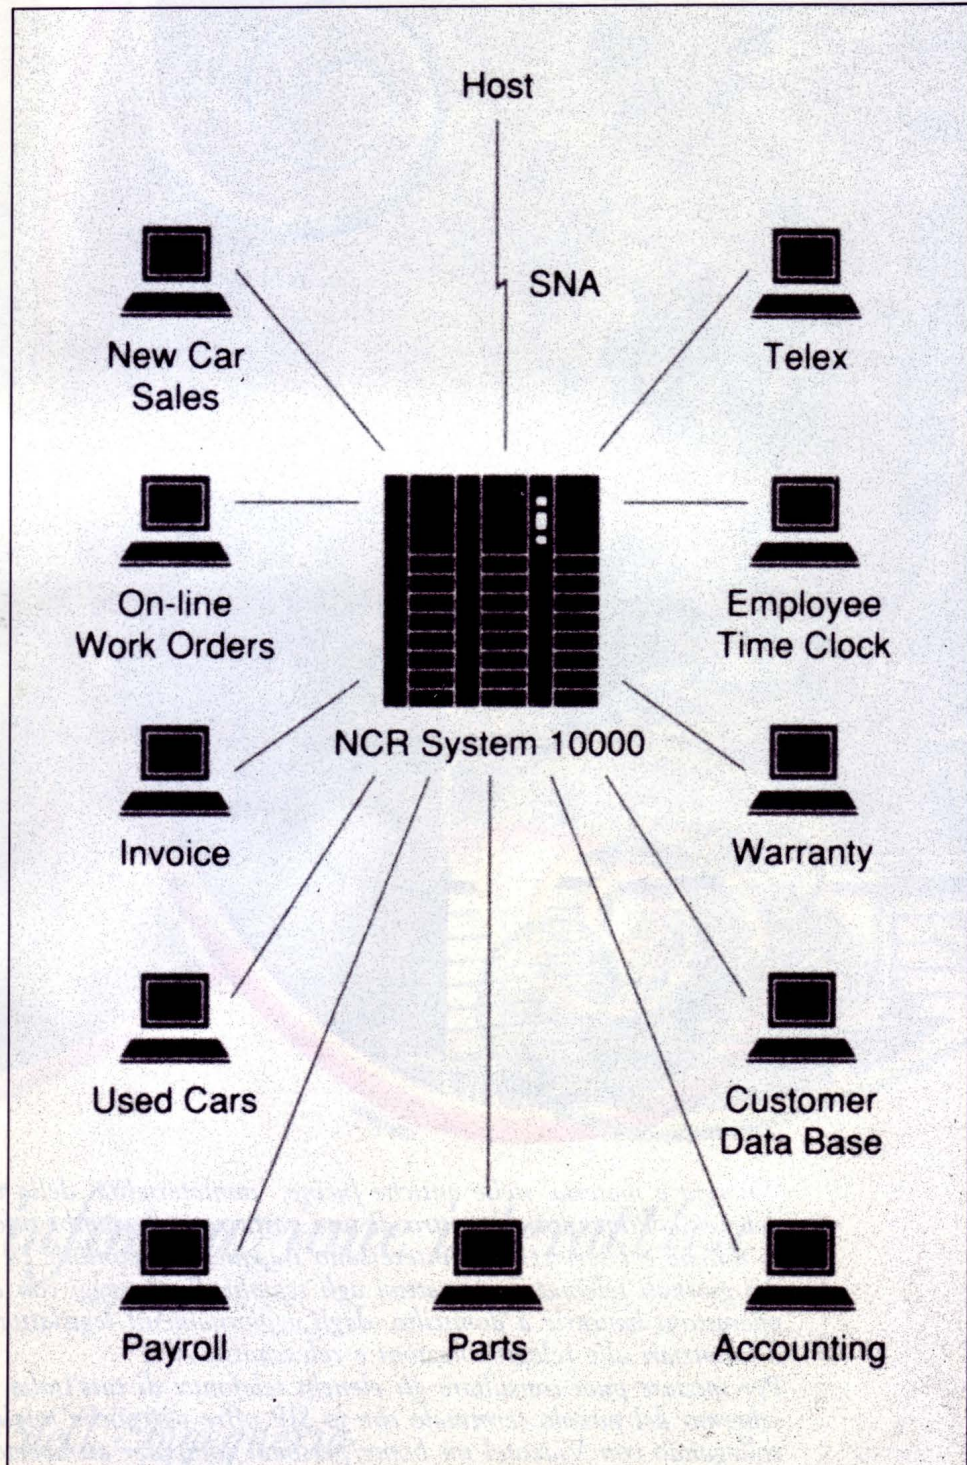 Host
SNA
New Car
Sales
Telex
On-line
Work Orders
Employee
Time Clock
NCR System 10000
Invoice
Warranty
Used Cars
Customer
Data Base
Payroll
Parts
Accounting